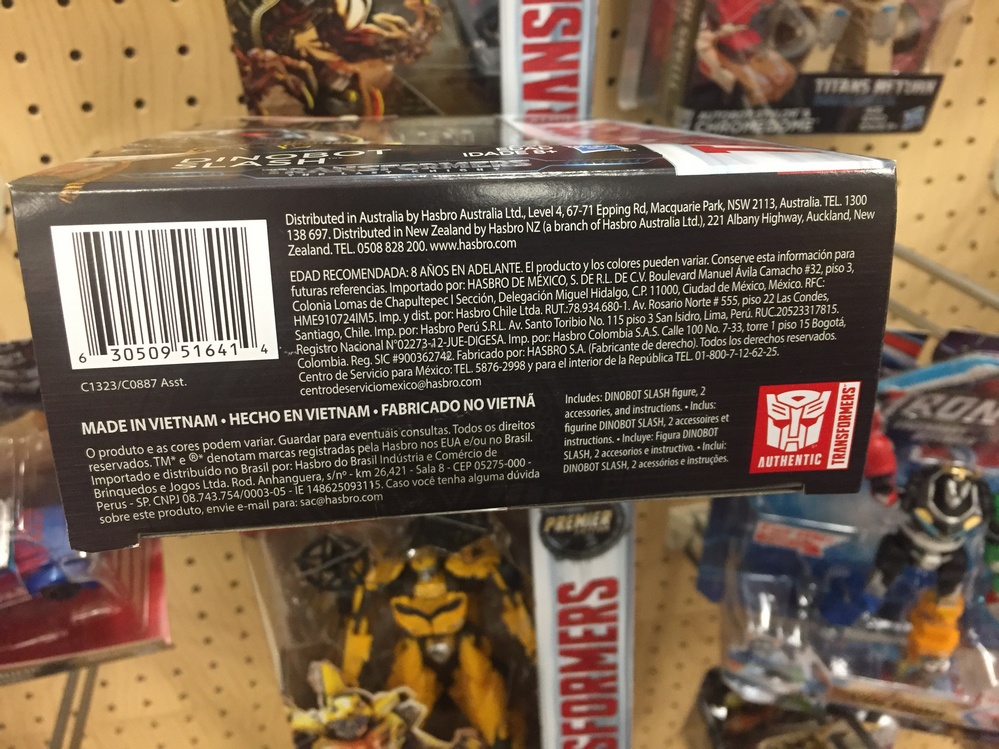 TRANSF
TITANS RETURN
CHROMEDOME
DINOBOT
SLASH
TRANSFORMERS
Distributed in Australia by Hasbro Australia Ltd., Level 4, 67-71 Epping Rd, Macquarie Park, NSW 2113, Australia. TEL. 1300
138 697. Distributed in New Zealand by Hasbro NZ (a branch of Hasbro Australia Ltd.), 221 Albany Highway, Auckland, New
Zealand. TEL. 0508 828 200. www.hasbro.com
EDAD RECOMENDADA: 8 AÑOS EN ADELANTE. El producto y los colores pueden variar. Conserve esta información para
futuras referencias. Importado por: HASBRO DE MÉXICO, S. DE R.L. DE C.V. Boulevard Manuel Ávila Camacho #32, piso 3,
Colonia Lomas de Chapultepec I Sección, Delegación Miguel Hidalgo, C.P. 11000, Ciudad de México, México. RFC:
HME910724IM5. Imp. y dist. por: Hasbro Chile Ltda. RUT.:78.934.680-1. Av. Rosario Norte # 555, piso 22 Las Condes,
Santiago, Chile. Imp. por: Hasbro Perú S.R.L. Av. Santo Toribio No. 115 piso 3 San Isidro, Lima, Perú. RUC.20523317815.
Registro Nacional N°02273-12-JUE-DIGESA. Imp. por: Hasbro Colombia S.A.S. Calle 100 No. 7-33, torre 1 piso 15 Bogotá,
Colombia. Reg. SIC #900362742. Fabricado por: HASBRO S.A. (Fabricante de derecho). Todos los derechos reservados.
Centro de Servicio para México: TEL. 5876-2998 y para el interior de la República TEL. 01-800-7-12-62-25.
centrodeserviciomexico@hasbro.com
6 30509 51641 4
C1323/C0887 Asst.
MADE IN VIETNAM • HECHO EN VIETNAM • FABRICADO NO VIETNÃ
O produto e as cores podem variar. Guardar para eventuais consultas. Todos os direitos
reservados. TM* e ®* denotam marcas registradas pela Hasbro nos EUA e/ou no Brasil.
Importado e distribuído no Brasil por: Hasbro do Brasil Indústria e Comércio de
Brinquedos e Jogos Ltda. Rod. Anhanguera, s/nº - km 26,421 - Sala 8 - CEP 05275-000 -
Perus - SP. CNPJ 08.743.754/0003-05 - IE 148625093115. Caso você tenha alguma dúvida
sobre este produto, envie e-mail para: sac@hasbro.com
Includes: DINOBOT SLASH figure, 2
accessories, and instructions. • Inclus:
figurine DINOBOT SLASH, 2 accessoires et
instructions. • Incluye: Figura DINOBOT
SLASH, 2 accesorios e instructivo. • Inclui:
DINOBOT SLASH, 2 acessórios e instruções.
AUTHENTIC
TRANSFORMERS
PREMIER
SFORMERS